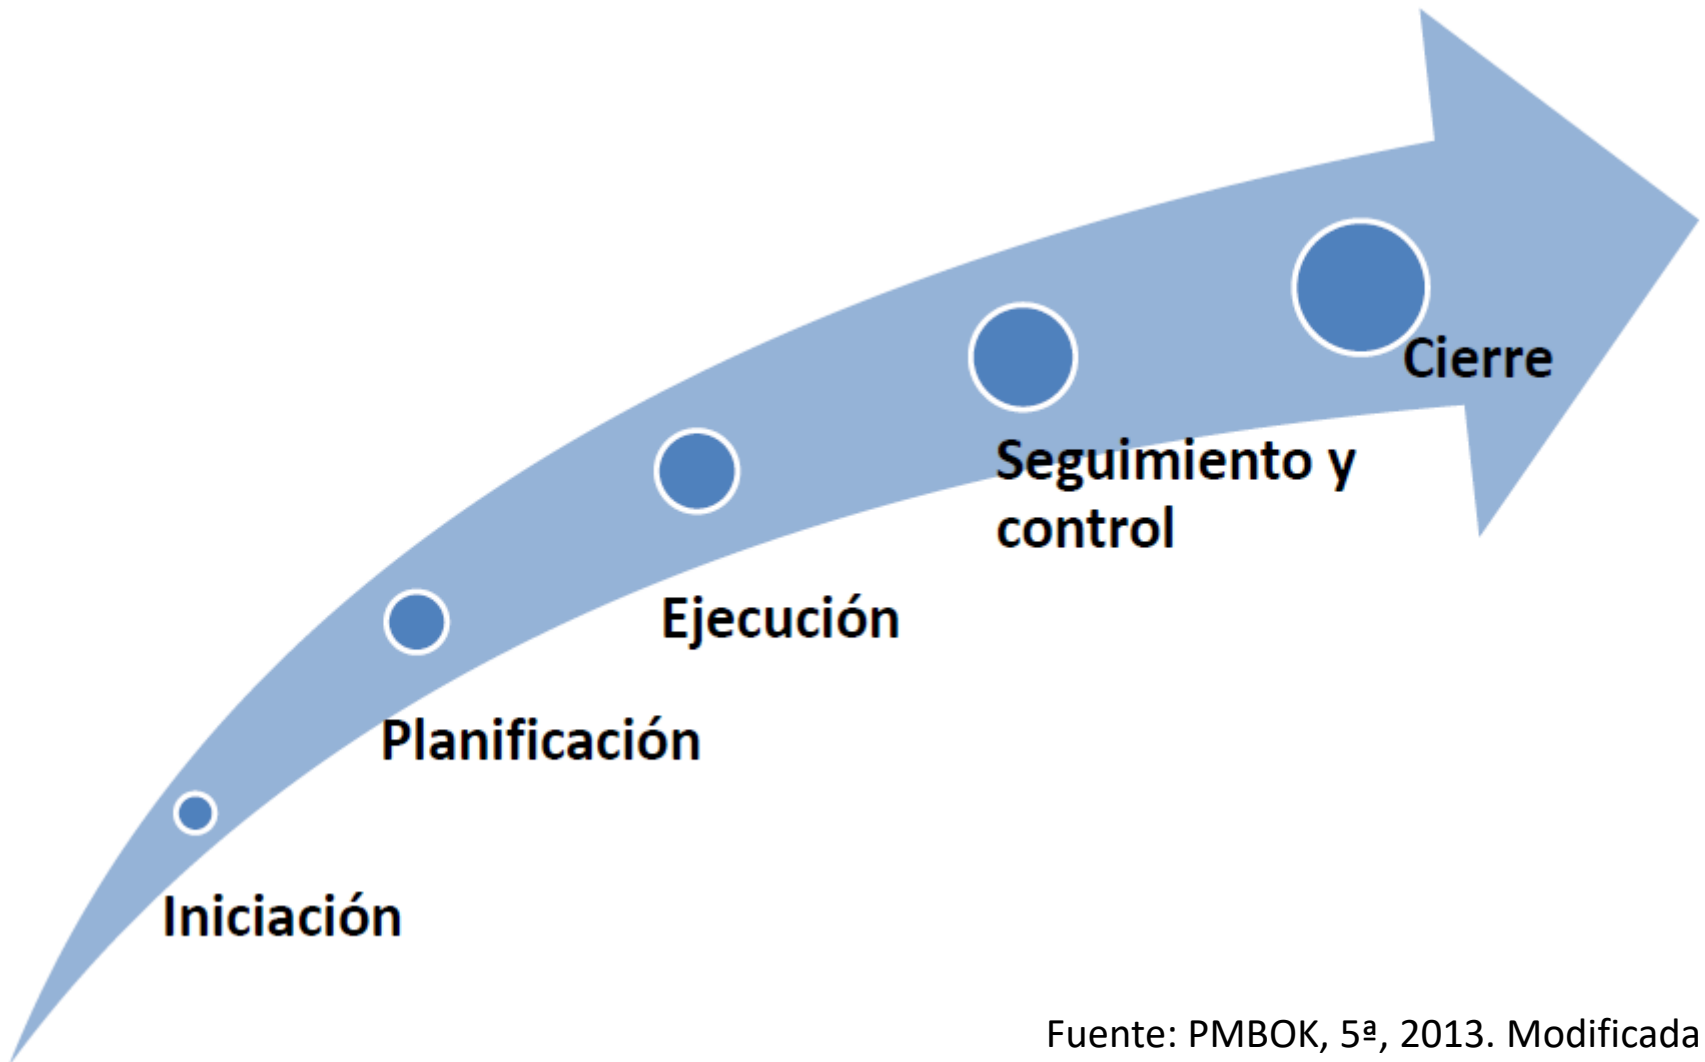 Iniciación
Planificación
Ejecución
Seguimiento y
control
Cierre
Fuente: PMBOK, 5ª, 2013. Modificada